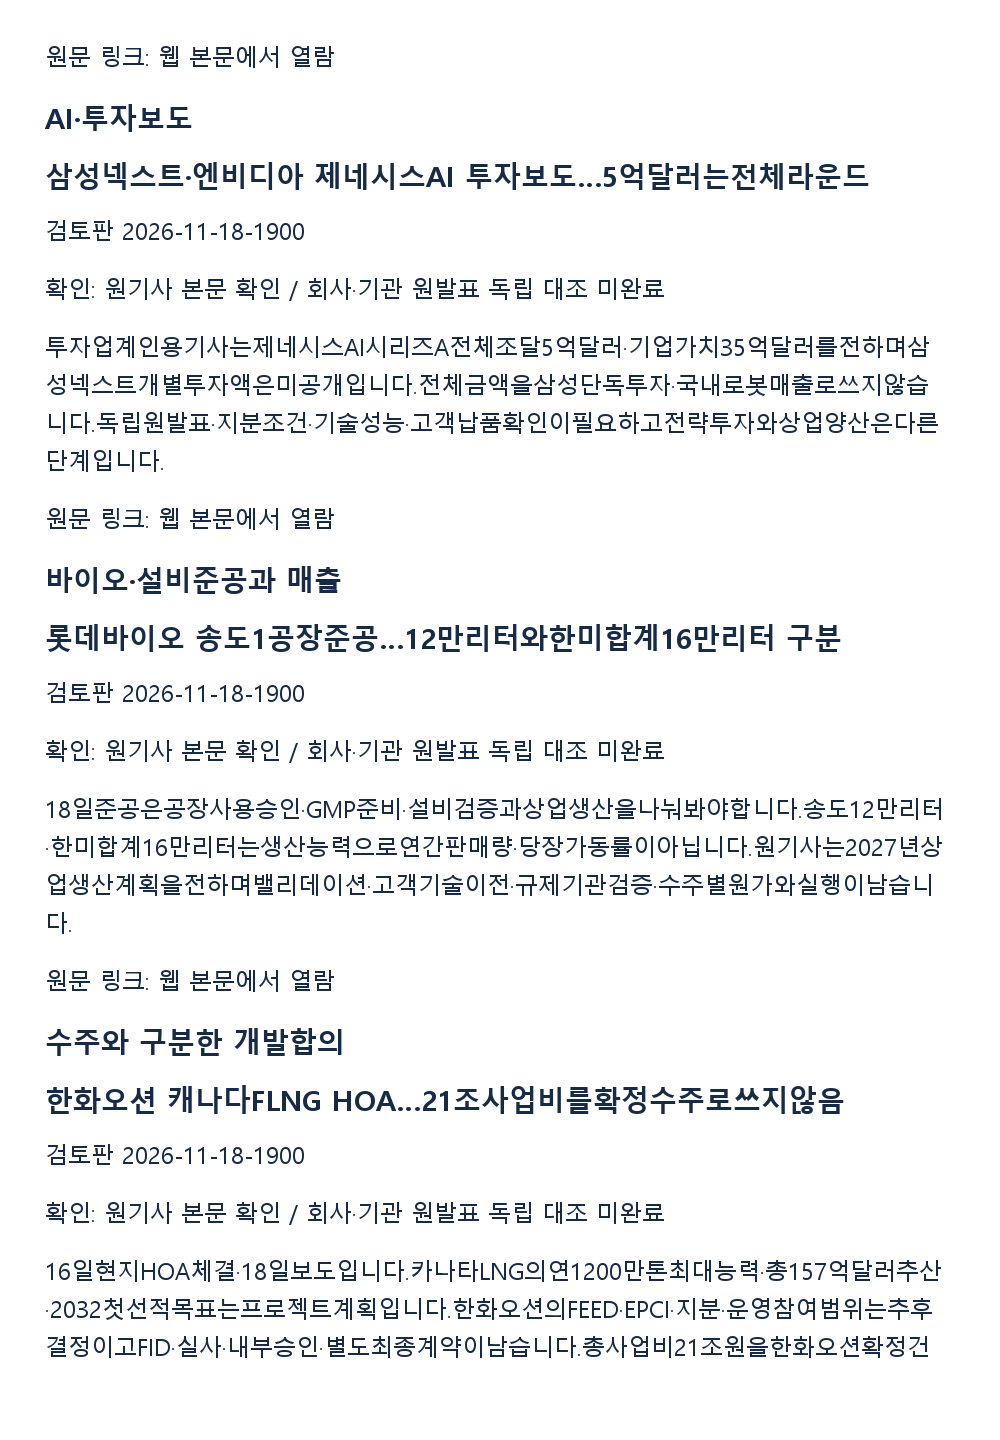 원문 링크: 웹 본문에서 열람
AI·투자보도
삼성넥스트·엔비디아 제네시스AI 투자보도...5억달러는전체라운드
검토판 2026-11-18-1900
확인: 원기사 본문 확인 / 회사·기관 원발표 독립 대조 미완료
투자업계인용기사는제네시스AI시리즈A전체조달5억달러·기업가치35억달러를전하며삼
성넥스트개별투자액은미공개입니다.전체금액을삼성단독투자·국내로봇매출로쓰지않습
니다.독립원발표·지분조건·기술성능·고객납품확인이필요하고전략투자와상업양산은다른
단계입니다.
원문 링크: 웹 본문에서 열람
바이오·설비준공과 매출
롯데바이오 송도1공장준공...12만리터와한미합계16만리터 구분
검토판 2026-11-18-1900
확인: 원기사 본문 확인 / 회사·기관 원발표 독립 대조 미완료
18일준공은공장사용승인·GMP준비·설비검증과상업생산을나눠봐야합니다.송도12만리터
·한미합계16만리터는생산능력으로연간판매량·당장가동률이아닙니다.원기사는2027년상
업생산계획을전하며밸리데이션·고객기술이전·규제기관검증·수주별원가와실행이남습니
다.
원문 링크: 웹 본문에서 열람
수주와 구분한 개발합의
한화오션 캐나다FLNG HOA...21조사업비를확정수주로쓰지않음
검토판 2026-11-18-1900
확인: 원기사 본문 확인 / 회사·기관 원발표 독립 대조 미완료
16일현지HOA체결·18일보도입니다.카나타LNG의연1200만톤최대능력·총157억달러추산
·2032첫선적목표는프로젝트계획입니다.한화오션의FEED·EPCI·지분·운영참여범위는추후
결정이고FID·실사·내부승인·별도최종계약이남습니다.총사업비21조원을한화오션확정건